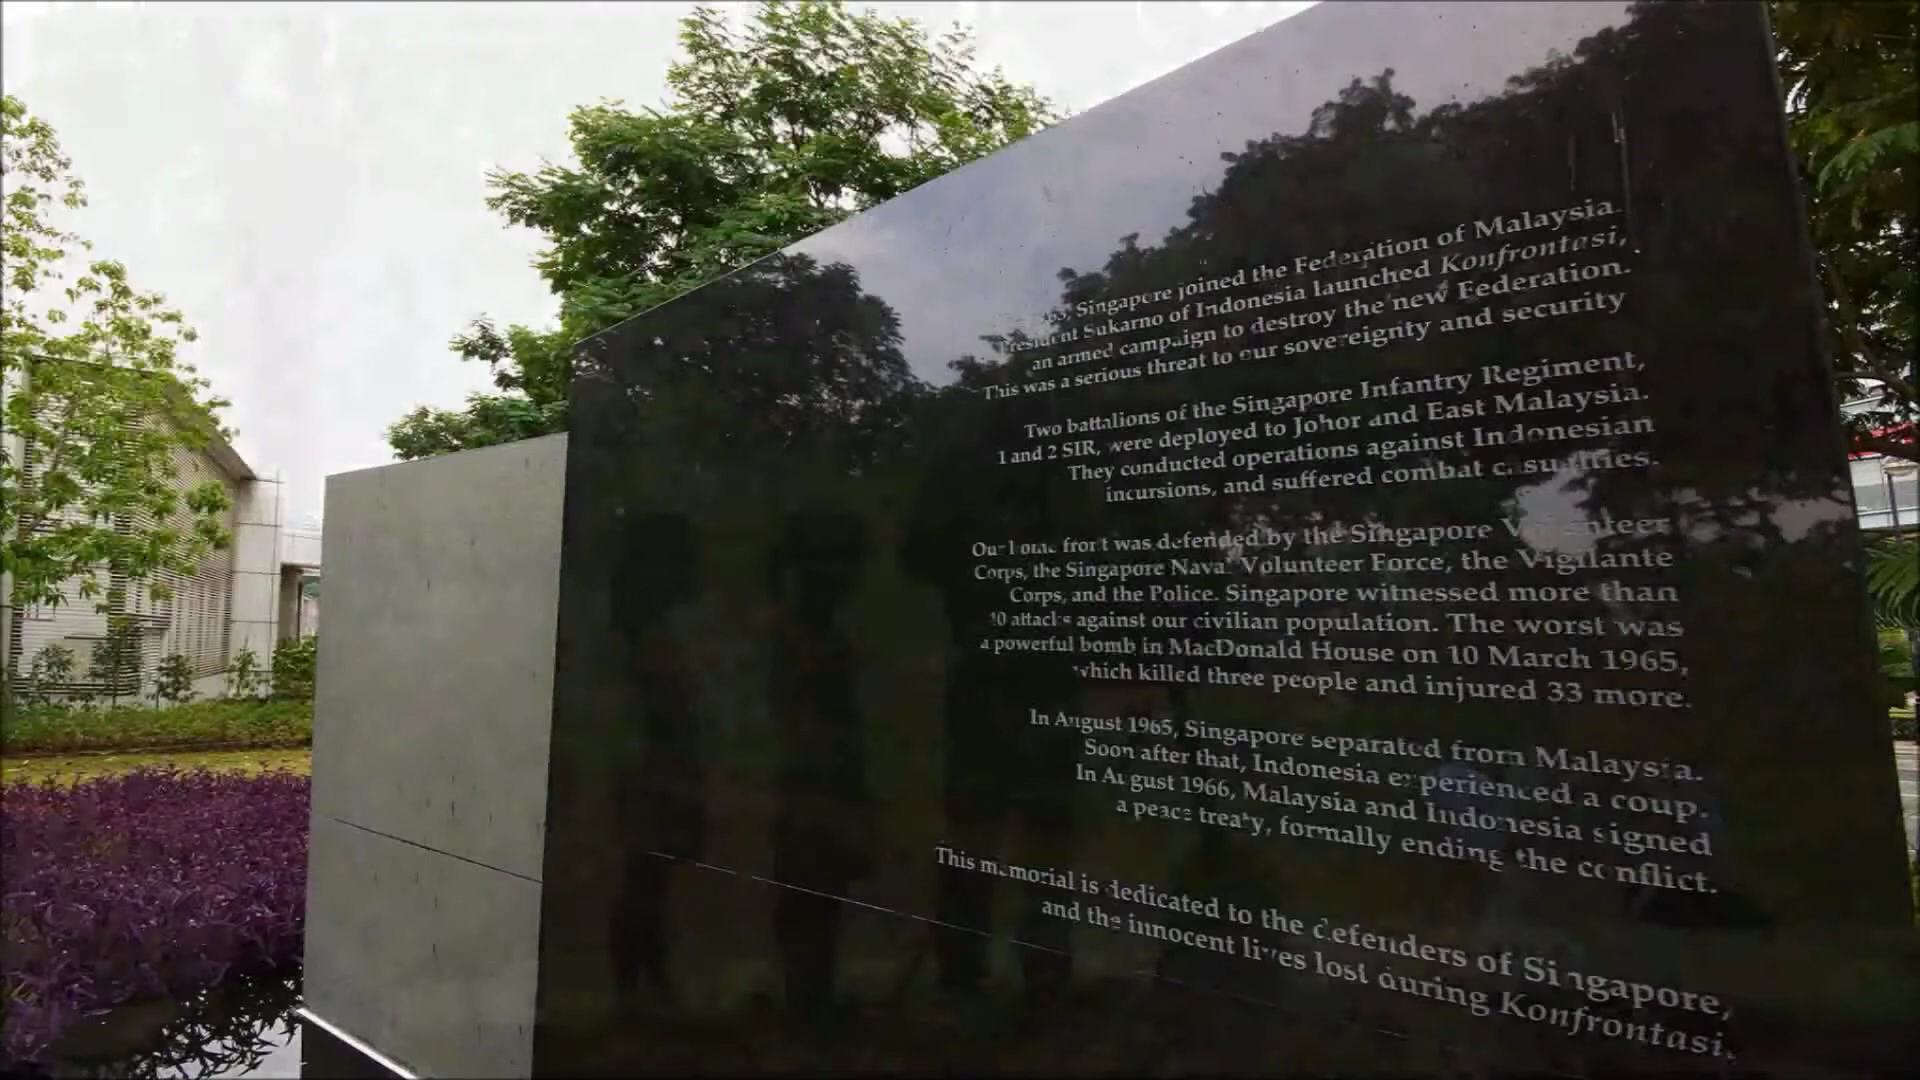 Singapore joined the Federation of Malaysia.
President Sukarno of Indonesia launched Konfrontasi,
an armed campaign to destroy the new Federation.
This was a serious threat to our sovereignty and security
Two battalions of the Singapore Infantry Regiment,
1 and 2 SIR, were deployed to Johor and East Malaysia.
They conducted operations against Indonesian
incursions, and suffered combat casualties.
Our home front was defended by the Singapore Volunteer
Corps, the Singapore Naval Volunteer Force, the Vigilante
Corps, and the Police. Singapore witnessed more than
attacks against our civilian population. The worst was
a powerful bomb in MacDonald House on 10 March 1965,
which killed three people and injured 33 more.
In August 1965, Singapore separated from Malaysia.
Soon after that, Indonesia experienced a coup.
In August 1966, Malaysia and Indonesia signed
a peace treaty, formally ending the conflict.
This memorial is dedicated to the defenders of Singapore,
and the innocent lives lost during Konfrontasi.